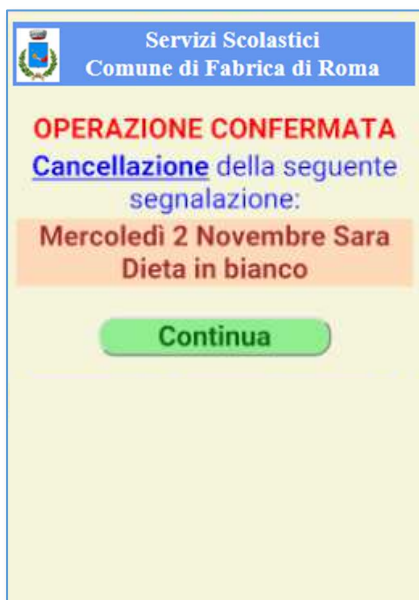 Servizi Scolastici
Comune di Fabrica di Roma
OPERAZIONE CONFERMATA
Cancellazione della seguente
segnalazione:
Mercoledì 2 Novembre Sara
Dieta in bianco
Continua